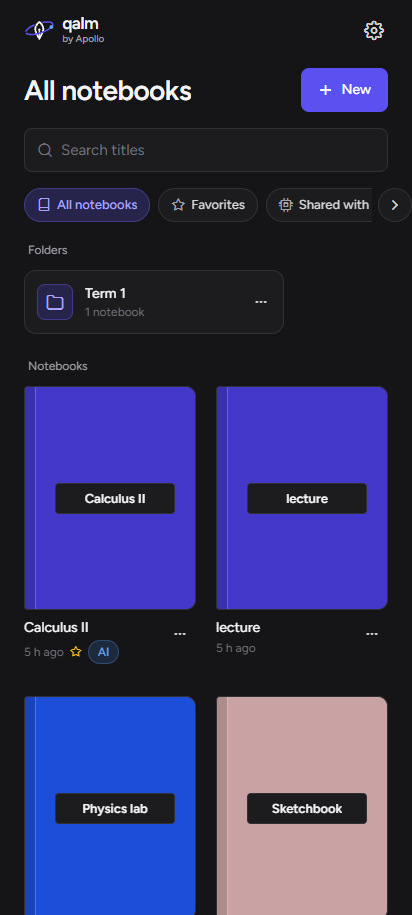 qalm
by Apollo
All notebooks
+ New
Search titles
All notebooks
Favorites
Shared with
Folders
Term 1
1 notebook
Notebooks
Calculus II
lecture
Calculus II
lecture
5 h ago
AI
5 h ago
Physics lab
Sketchbook